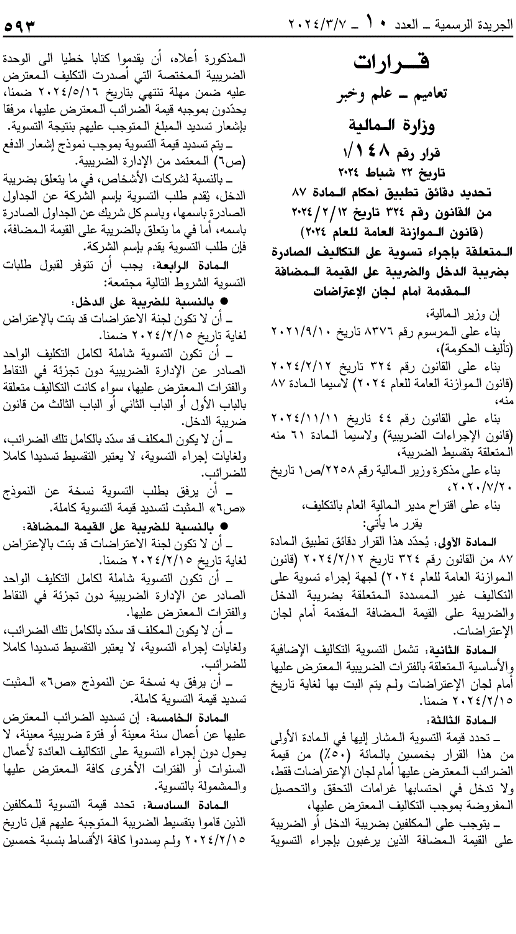 الجريدة الرسمية ـ العدد ١٠ ـ ٢٠٢٤/٣/٧
٥٩٣
قـرارات
تعاميم ـ علم وخبر
وزارة المالية
قرار رقم ١/١٤٨
تاريخ ٢٢ شباط ٢٠٢٤
تحديد دقائق تطبيق أحكام المادة ٨٧
من القانون رقم ٣٢٤ تاريخ ٢٠٢٤/٢/١٢
(قانون الموازنة العامة للعام ٢٠٢٤)
المتعلقة بإجراء تسوية على التكاليف الصادرة
بضريبة الدخل والضريبة على القيمة المضافة
المقدمة أمام لجان الإعتراضات
إن وزير المالية،
بناء على المرسوم رقم ٨٣٧٦ تاريخ ٢٠٢١/٩/١٠
(تأليف الحكومة)،
بناء على القانون رقم ٣٢٤ تاريخ ٢٠٢٤/٢/١٢
(قانون الموازنة العامة للعام ٢٠٢٤) لاسيما المادة ٨٧
منه،
بناء على القانون رقم ٤٤ تاريخ ٢٠٢٤/١١/١١
(قانون الإجراءات الضريبية) ولاسيما المادة ٦١ منه
المتعلقة بتقسيط الضريبة،
بناء على مذكرة وزير المالية رقم ٢٢٥٨/ص١ تاريخ
٢٠٢٠/٧/٢٠،
بناء على اقتراح مدير المالية العام بالتكليف،
يقرر ما يأتي:
المادة الأولى: يُحدّد هذا القرار دقائق تطبيق المادة
٨٧ من القانون رقم ٣٢٤ تاريخ ٢٠٢٤/٢/١٢ (قانون
الموازنة العامة للعام ٢٠٢٤) لجهة إجراء تسوية على
التكاليف غير المسددة المتعلقة بضريبة الدخل
والضريبة على القيمة المضافة المقدمة أمام لجان
الإعتراضات.
المادة الثانية: تشمل التسوية التكاليف الإضافية
والأساسية المتعلقة بالفترات الضريبية المعترض عليها
أمام لجان الإعتراضات ولم يتم البت بها لغاية تاريخ
٢٠٢٤/٢/١٥ ضمنا.
المادة الثالثة:
ـ تحدد قيمة التسوية المشار إليها في المادة الأولى
من هذا القرار بخمسين بالمائة (٥٠٪) من قيمة
الضرائب المعترض عليها أمام لجان الإعتراضات فقط،
ولا تدخل في احتسابها غرامات التحقق والتحصيل
المفروضة بموجب التكاليف المعترض عليها،
ـ يتوجب على المكلفين بضريبة الدخل أو الضريبة
على القيمة المضافة الذين يرغبون بإجراء التسوية
المذكورة أعلاه، أن يقدموا كتابا خطيا الى الوحدة
الضريبية المختصة التي أصدرت التكليف المعترض
عليه ضمن مهلة تنتهي بتاريخ ٢٠٢٤/٥/١٦ ضمنا،
يحدّدون بموجبه قيمة الضرائب المعترض عليها، مرفقا
بإشعار تسديد المبلغ المتوجب عليهم بنتيجة التسوية.
ـ يتم تسديد قيمة التسوية بموجب نموذج إشعار الدفع
(ص٦) المعتمد من الإدارة الضريبية.
ـ بالنسبة لشركات الأشخاص، في ما يتعلق بضريبة
الدخل، يُقدم طلب التسوية بإسم الشركة عن الجداول
الصادرة باسمها، وباسم كل شريك عن الجداول الصادرة
باسمه، أما في ما يتعلق بالضريبة على القيمة المضافة،
فإن طلب التسوية يقدم بإسم الشركة.
المادة الرابعة: يجب أن تتوفر لقبول طلبات
التسوية الشروط التالية مجتمعة:
● بالنسبة للضريبة على الدخل:
ـ أن لا تكون لجنة الاعتراضات قد بتت بالإعتراض
لغاية تاريخ ٢٠٢٤/٢/١٥ ضمنا.
ـ أن تكون التسوية شاملة لكامل التكليف الواحد
الصادر عن الإدارة الضريبية دون تجزئة في النقاط
والفترات المعترض عليها، سواء كانت التكاليف متعلقة
بالباب الأول أو الباب الثاني أو الباب الثالث من قانون
ضريبة الدخل.
ـ أن لا يكون المكلف قد سدّد بالكامل تلك الضرائب،
ولغايات إجراء التسوية، لا يعتبر التقسيط تسديدا كاملا
للضرائب.
ـ أن يرفق بطلب التسوية نسخة عن النموذج
«ص٦» المثبت لتسديد قيمة التسوية كاملة.
● بالنسبة للضريبة على القيمة المضافة:
ـ أن لا تكون لجنة الاعتراضات قد بتت بالإعتراض
لغاية تاريخ ٢٠٢٤/٢/١٥ ضمنا.
ـ أن تكون التسوية شاملة لكامل التكليف الواحد
الصادر عن الإدارة الضريبية دون تجزئة في النقاط
والفترات المعترض عليها.
ـ أن لا يكون المكلف قد سدد بالكامل تلك الضرائب،
ولغايات إجراء التسوية، لا يعتبر التقسيط تسديدا كاملا
للضرائب.
ـ أن يرفق به نسخة عن النموذج «ص٦» المثبت
تسديد قيمة التسوية كاملة.
المادة الخامسة: إن تسديد الضرائب المعترض
عليها عن أعمال سنة معينة أو فترة ضريبية معينة، لا
يحول دون إجراء التسوية على التكاليف العائدة لأعمال
السنوات أو الفترات الأخرى كافة المعترض عليها
والمشمولة بالتسوية.
المادة السادسة: تحدد قيمة التسوية للمكلفين
الذين قاموا بتقسيط الضريبة المتوجبة عليهم قبل تاريخ
٢٠٢٤/٢/١٥ ولم يسددوا كافة الأقساط بنسبة خمسين